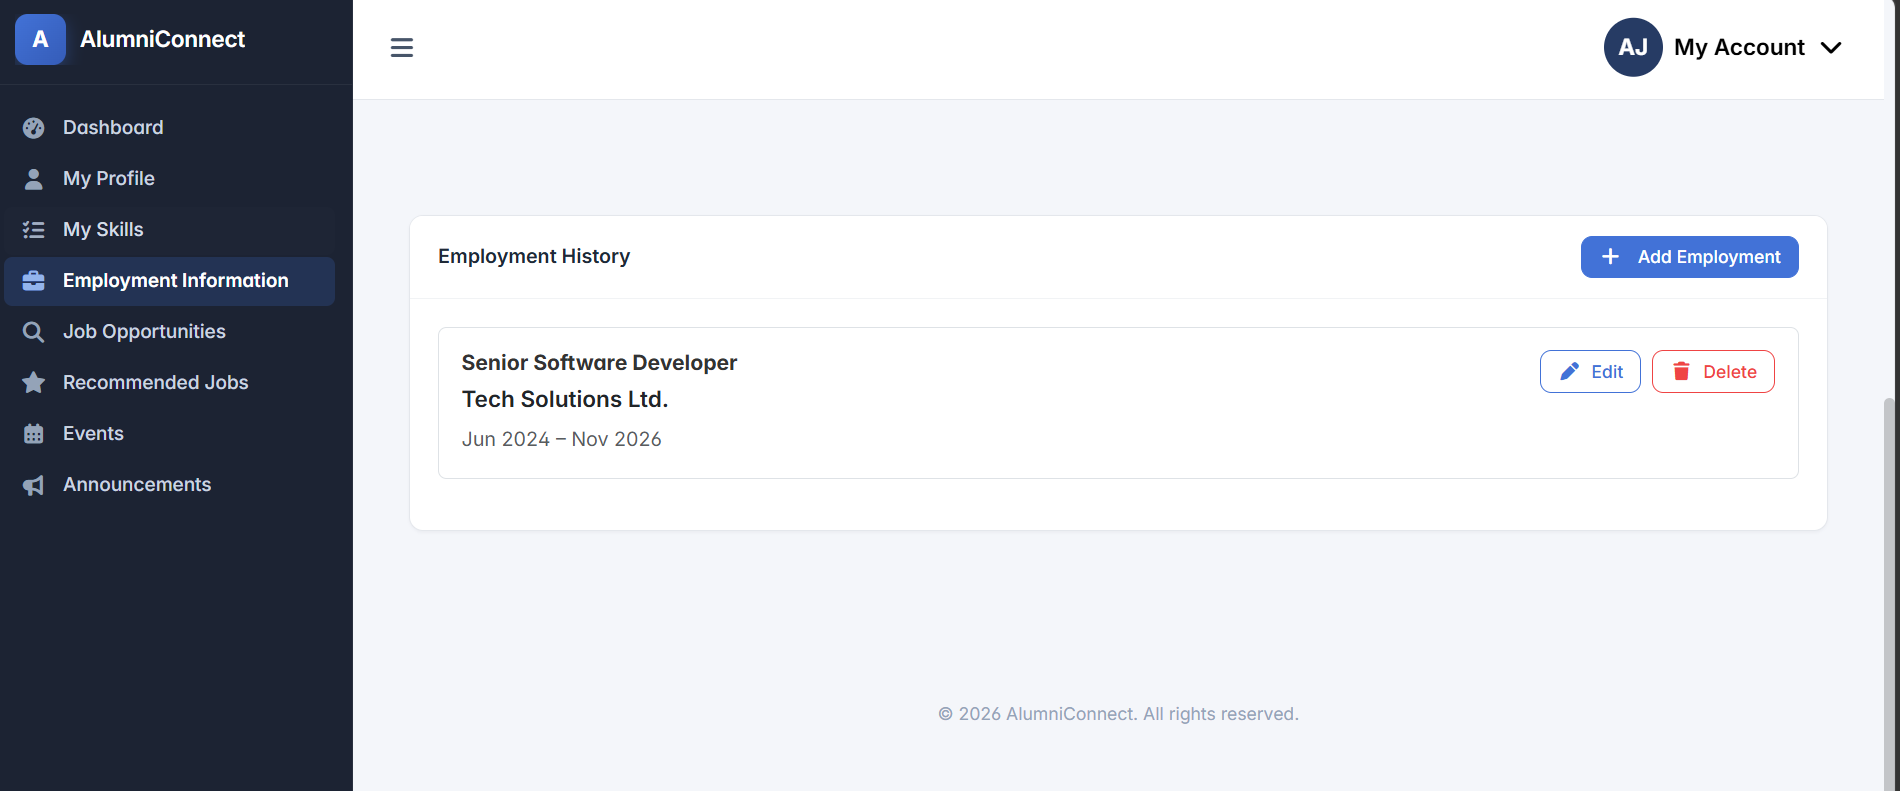 A AlumniConnect
AJ My Account
Dashboard
My Profile
My Skills
Employment Information
Job Opportunities
Recommended Jobs
Events
Announcements
Employment History
Add Employment
Senior Software Developer
Edit
Delete
Tech Solutions Ltd.
Jun 2024 – Nov 2026
© 2026 AlumniConnect. All rights reserved.